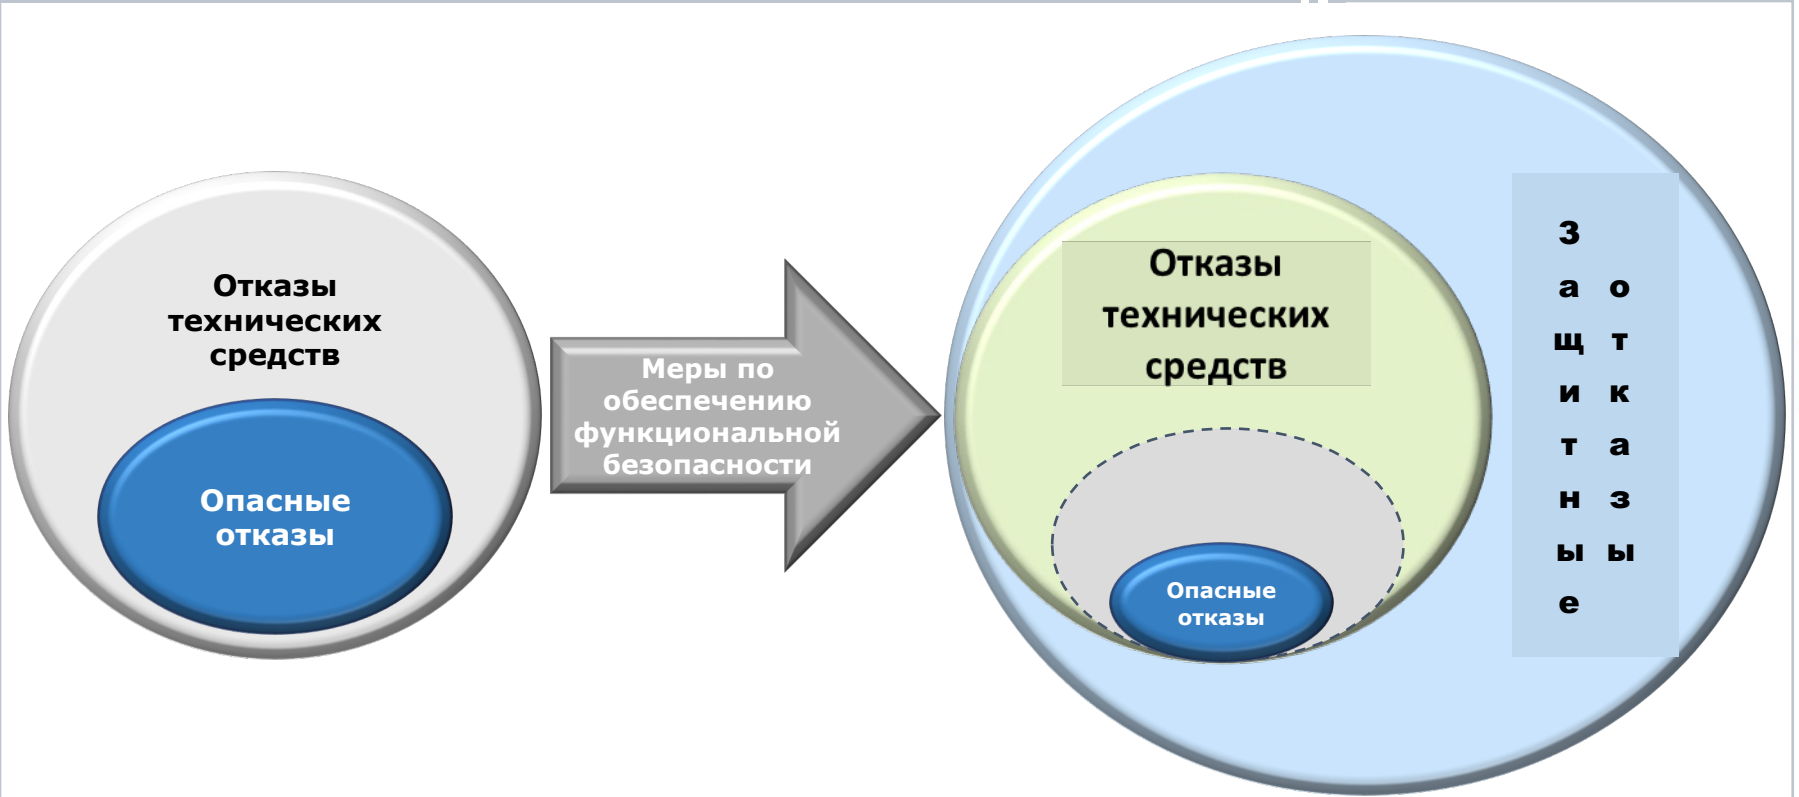 Отказы
технических
средств
Опасные
отказы
Меры по
обеспечению
функциональной
безопасности
Отказы
технических
средств
Опасные
отказы
Защитные
отказы